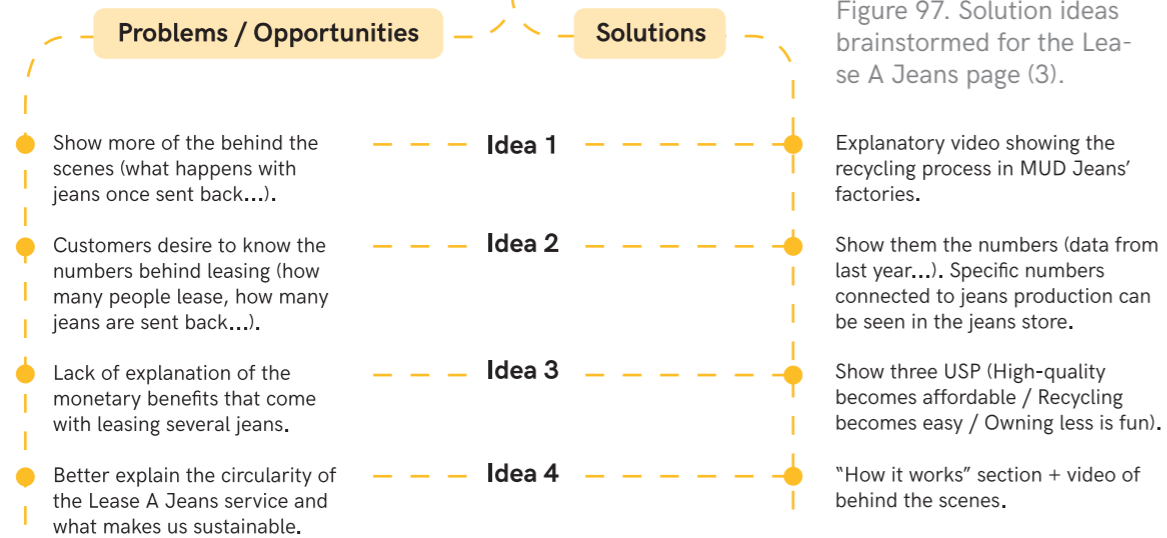 Problems / Opportunities
Solutions
Figure 97. Solution ideas
brainstormed for the Lea-
se A Jeans page (3).
Show more of the behind the
scenes (what happens with
jeans once sent back...).
Idea 1
Explanatory video showing the
recycling process in MUD Jeans’
factories.
Customers desire to know the
numbers behind leasing (how
many people lease, how many
jeans are sent back...).
Idea 2
Show them the numbers (data from
last year...). Specific numbers
connected to jeans production can
be seen in the jeans store.
Lack of explanation of the
monetary benefits that come
with leasing several jeans.
Idea 3
Show three USP (High-quality
becomes affordable / Recycling
becomes easy / Owning less is fun).
Better explain the circularity of
the Lease A Jeans service and
what makes us sustainable.
Idea 4
“How it works” section + video of
behind the scenes.